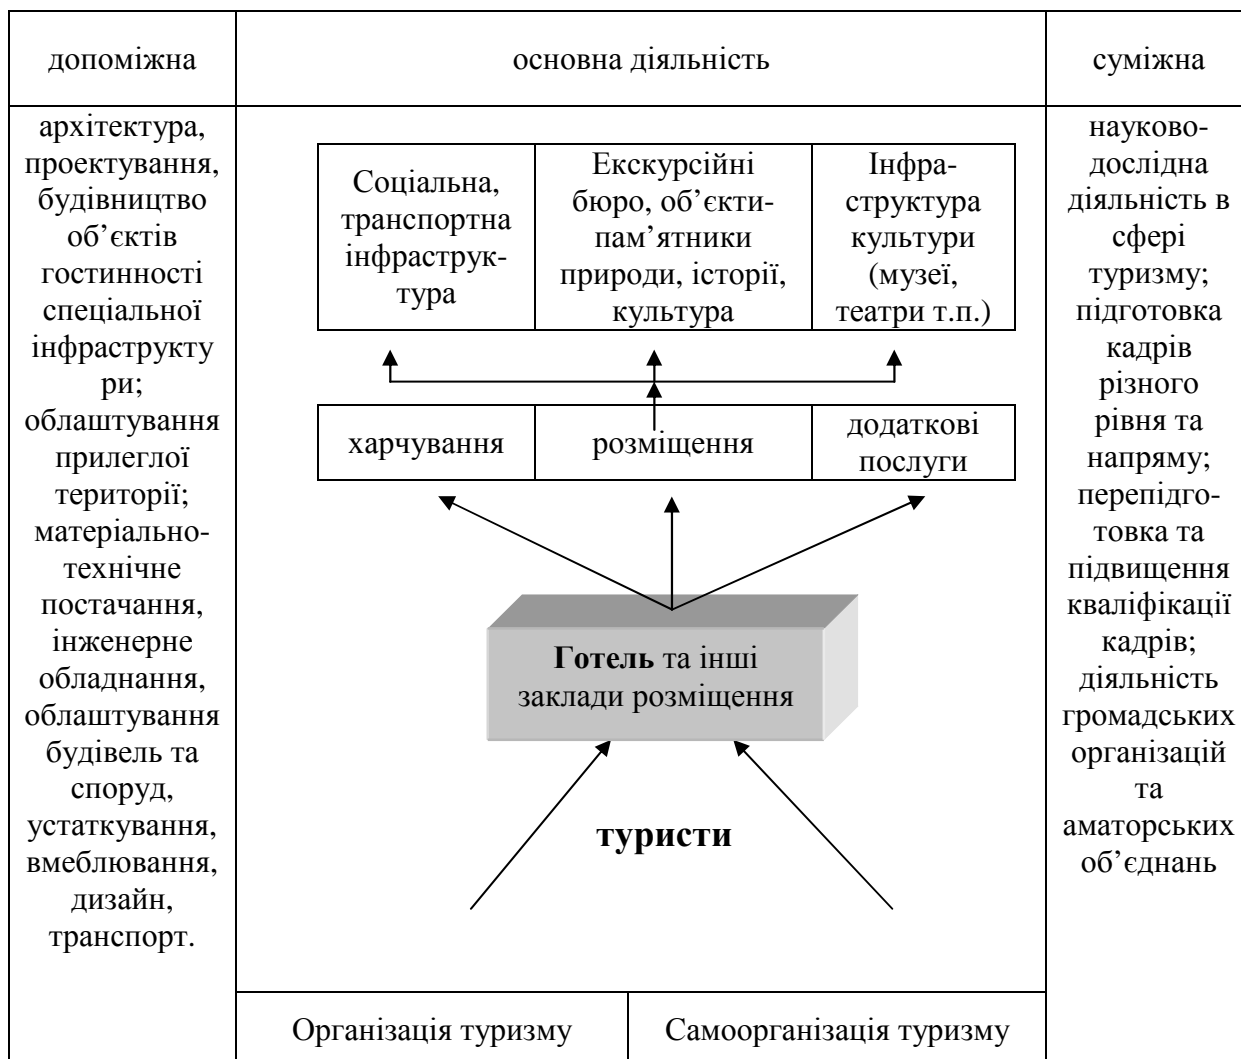 допоміжна
основна діяльність
суміжна
архітектура,
проектування,
будівництво
об’єктів
гостинності
спеціальної
інфраструкту
ри;
облаштування
прилеглої
території;
матеріально-
технічне
постачання,
інженерне
обладнання,
облаштування
будівель та
споруд,
устаткування,
вмеблювання,
дизайн,
транспорт.
Соціальна,
транспортна
інфраструк-
тура
Екскурсійні
бюро, об’єкти-
пам’ятники
природи, історії,
культура
Інфра-
структура
культури
(музеї,
театри т.п.)
харчування
розміщення
додаткові
послуги
Готель та інші
заклади розміщення
туристи
Організація туризму
Самоорганізація туризму
науково-
дослідна
діяльність в
сфері
туризму;
підготовка
кадрів
різного
рівня та
напряму;
перепідго-
товка та
підвищення
кваліфікації
кадрів;
діяльність
громадських
організацій
та
аматорських
об’єднань